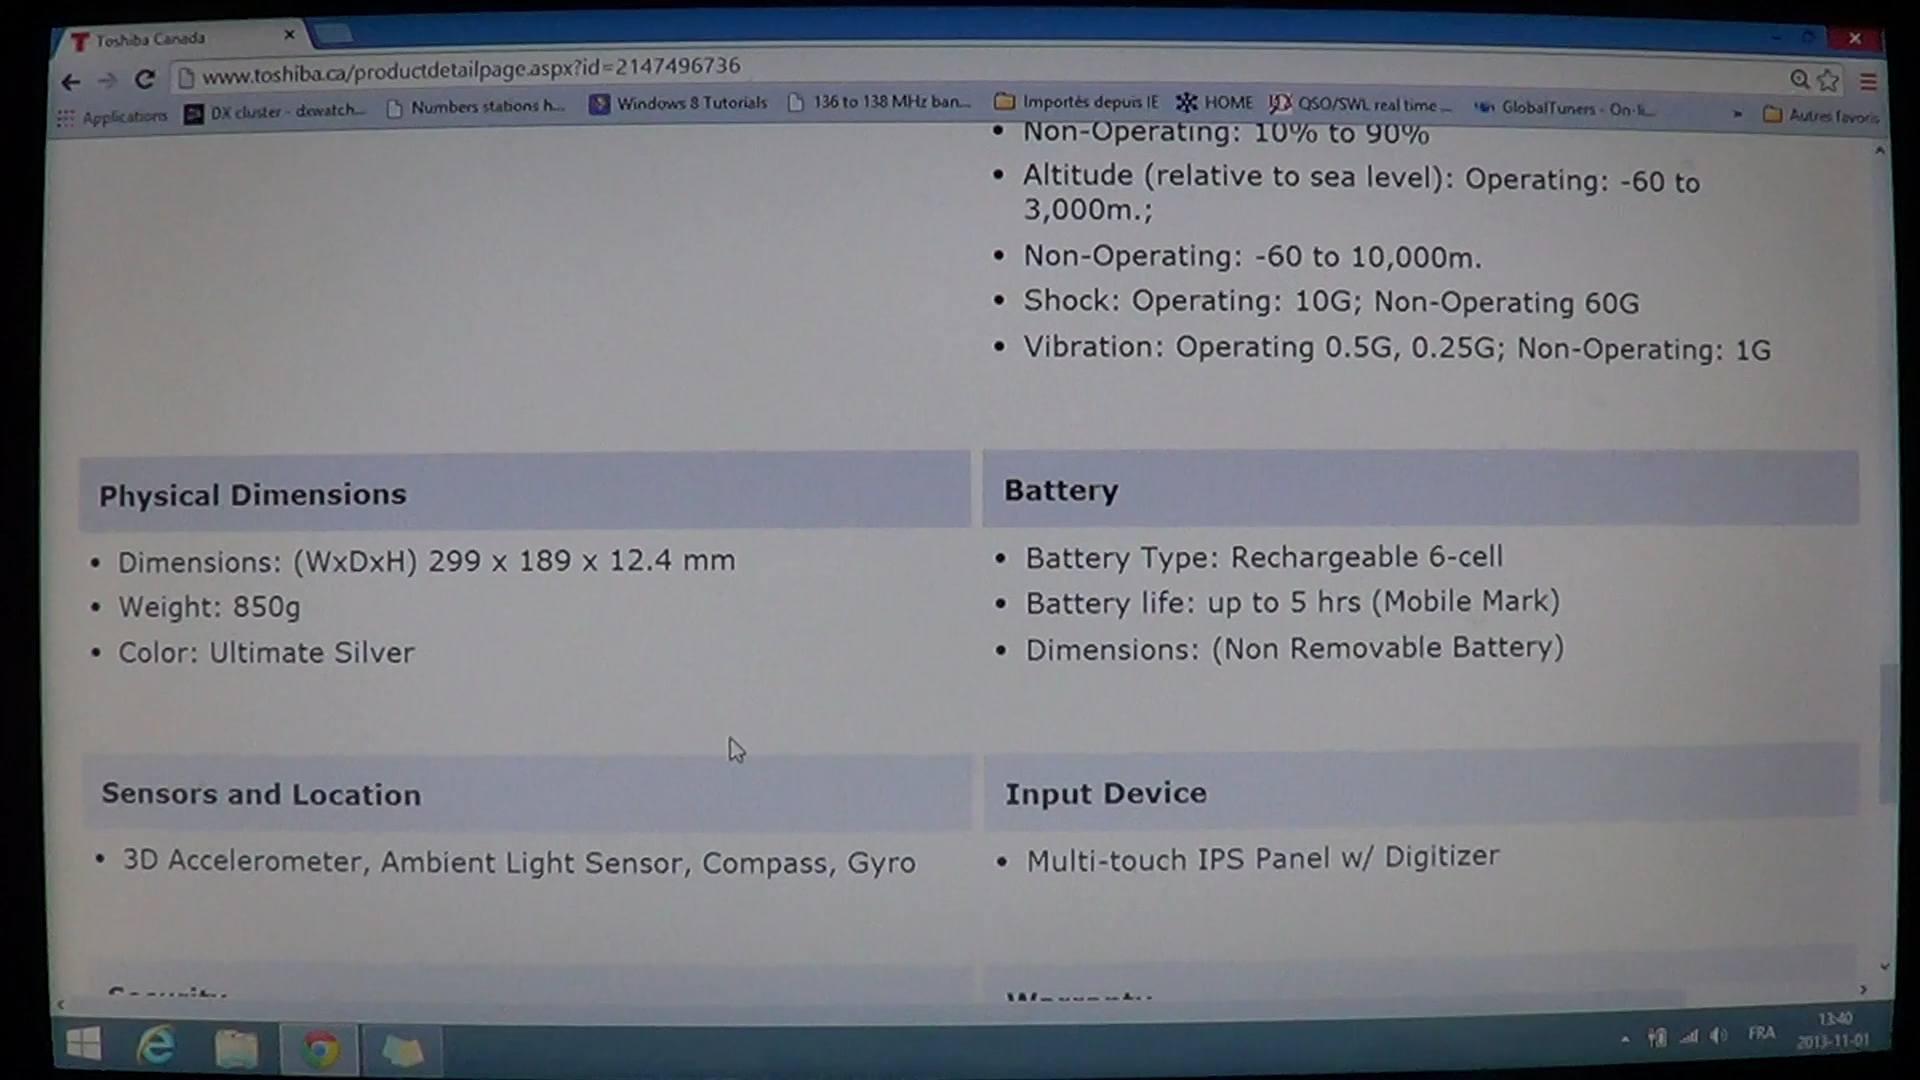 Toshiba Canada
www.toshiba.ca/productdetailpage.aspx?id=2147496736
Applications DX cluster - dxwatch... Numbers stations h... Windows 8 Tutorials 136 to 138 MHz ban... Importés depuis IE HOME QSO/SWL real time ... GlobalTuners - On-li... » Autres favoris
• Non-Operating: 10% to 90%
• Altitude (relative to sea level): Operating: -60 to
3,000m.;
• Non-Operating: -60 to 10,000m.
• Shock: Operating: 10G; Non-Operating 60G
• Vibration: Operating 0.5G, 0.25G; Non-Operating: 1G
Physical Dimensions
• Dimensions: (WxDxH) 299 x 189 x 12.4 mm
• Weight: 850g
• Color: Ultimate Silver
Battery
• Battery Type: Rechargeable 6-cell
• Battery life: up to 5 hrs (Mobile Mark)
• Dimensions: (Non Removable Battery)
Sensors and Location
• 3D Accelerometer, Ambient Light Sensor, Compass, Gyro
Input Device
• Multi-touch IPS Panel w/ Digitizer
FRA
13:40
2013-11-01